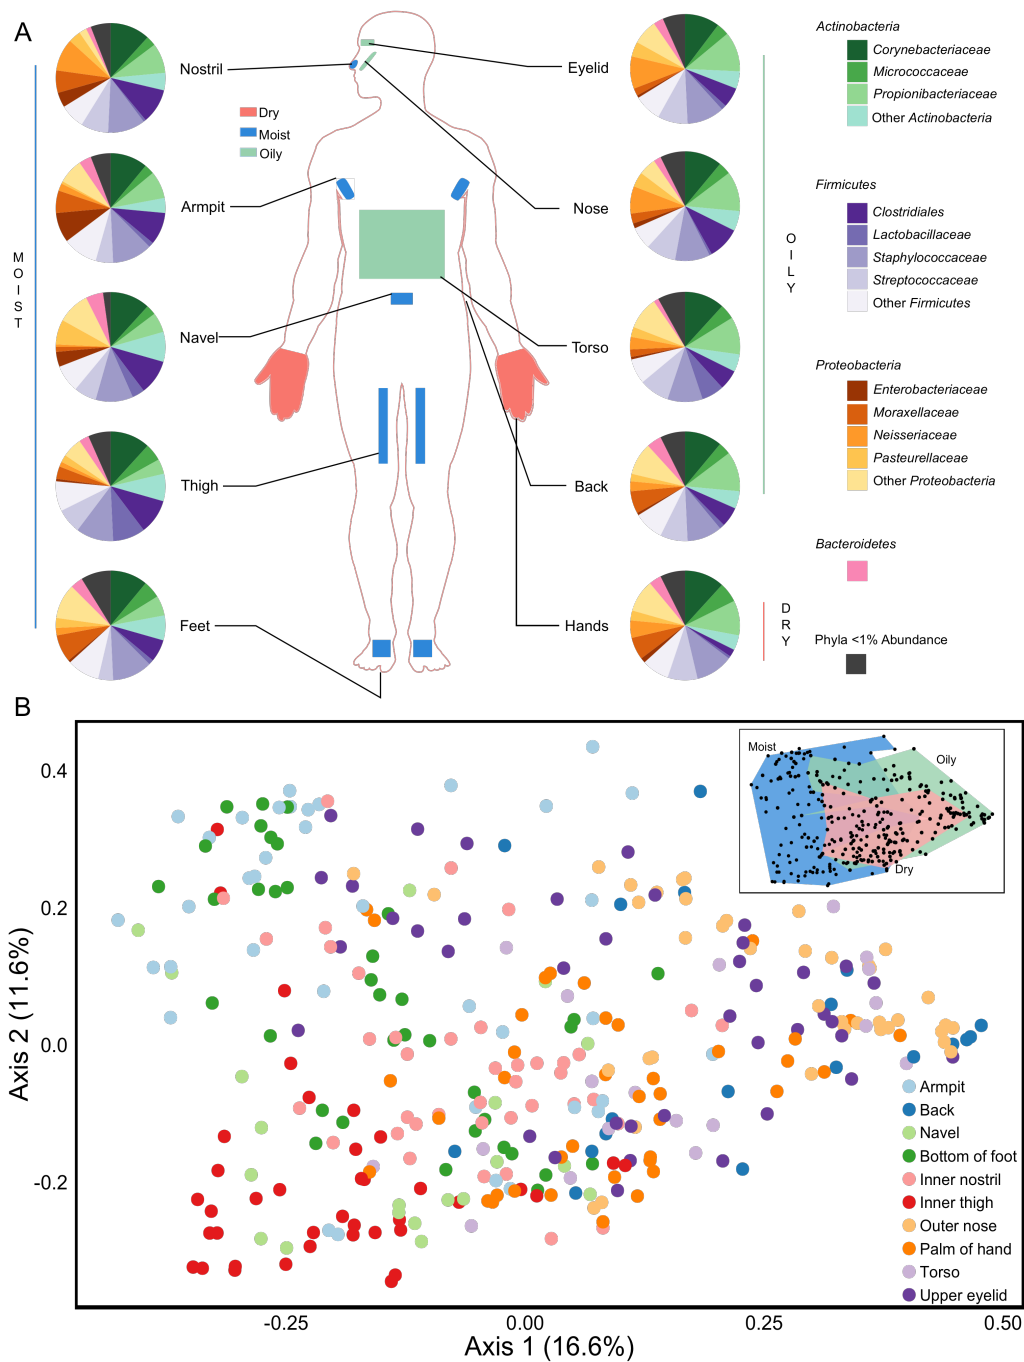 A
Nostril
Armpit
Navel
Thigh
Feet
MOIST
Dry
Moist
Oily
Eyelid
Nose
Torso
Back
Hands
OILY
DRY
Actinobacteria
Corynebacteriaceae
Micrococcaceae
Propionibacteriaceae
Other Actinobacteria
Firmicutes
Clostridiales
Lactobacillaceae
Staphylococcaceae
Streptococcaceae
Other Firmicutes
Proteobacteria
Enterobacteriaceae
Moraxellaceae
Neisseriaceae
Pasteurellaceae
Other Proteobacteria
Bacteroidetes
Phyla <1% Abundance
B
Axis 2 (11.6%)
0.4
0.2
0.0
-0.2
Moist
Oily
Dry
Armpit
Back
Navel
Bottom of foot
Inner nostril
Inner thigh
Outer nose
Palm of hand
Torso
Upper eyelid
-0.25
0.00
0.25
0.50
Axis 1 (16.6%)